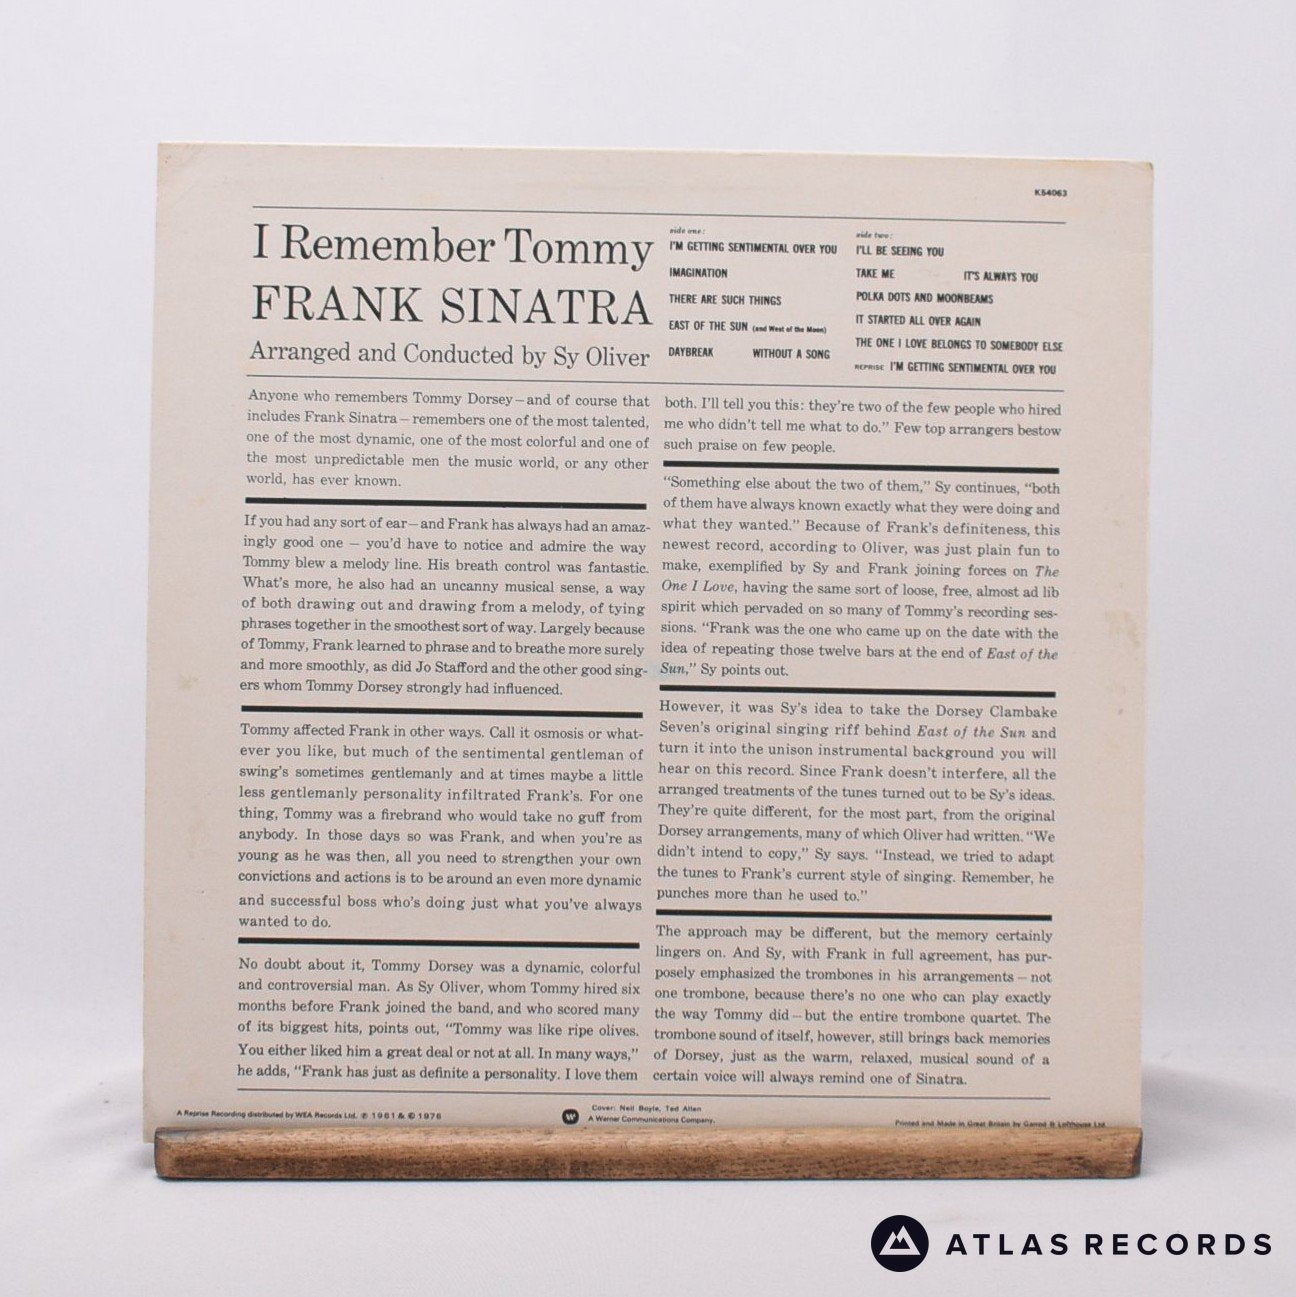 K54063
I Remember Tommy
FRANK SINATRA
Arranged and Conducted by Sy Oliver
side one:
I'M GETTING SENTIMENTAL OVER YOU
IMAGINATION
THERE ARE SUCH THINGS
EAST OF THE SUN (and West of the Moon)
DAYBREAK WITHOUT A SONG
side two:
I'LL BE SEEING YOU
TAKE ME IT'S ALWAYS YOU
POLKA DOTS AND MOONBEAMS
IT STARTED ALL OVER AGAIN
THE ONE I LOVE BELONGS TO SOMEBODY ELSE
REPRISE I'M GETTING SENTIMENTAL OVER YOU
Anyone who remembers Tommy Dorsey—and of course that
includes Frank Sinatra—remembers one of the most talented,
one of the most dynamic, one of the most colorful and one of
the most unpredictable men the music world, or any other
world, has ever known.
If you had any sort of ear—and Frank has always had an amaz-
ingly good one — you'd have to notice and admire the way
Tommy blew a melody line. His breath control was fantastic.
What's more, he also had an uncanny musical sense, a way
of both drawing out and drawing from a melody, of tying
phrases together in the smoothest sort of way. Largely because
of Tommy, Frank learned to phrase and to breathe more surely
and more smoothly, as did Jo Stafford and the other good sing-
ers whom Tommy Dorsey strongly had influenced.
Tommy affected Frank in other ways. Call it osmosis or what-
ever you like, but much of the sentimental gentleman of
swing's sometimes gentlemanly and at times maybe a little
less gentlemanly personality infiltrated Frank's. For one
thing, Tommy was a firebrand who would take no guff from
anybody. In those days so was Frank, and when you're as
young as he was then, all you need to strengthen your own
convictions and actions is to be around an even more dynamic
and successful boss who's doing just what you've always
wanted to do.
No doubt about it, Tommy Dorsey was a dynamic, colorful
and controversial man. As Sy Oliver, whom Tommy hired six
months before Frank joined the band, and who scored many
of its biggest hits, points out, "Tommy was like ripe olives.
You either liked him a great deal or not at all. In many ways,"
he adds, "Frank has just as definite a personality. I love them
both. I'll tell you this: they're two of the few people who hired
me who didn't tell me what to do." Few top arrangers bestow
such praise on few people.
"Something else about the two of them," Sy continues, "both
of them have always known exactly what they were doing and
what they wanted." Because of Frank's definiteness, this
newest record, according to Oliver, was just plain fun to
make, exemplified by Sy and Frank joining forces on The
One I Love, having the same sort of loose, free, almost ad lib
spirit which pervaded on so many of Tommy's recording ses-
sions. "Frank was the one who came up on the date with the
idea of repeating those twelve bars at the end of East of the
Sun," Sy points out.
However, it was Sy's idea to take the Dorsey Clambake
Seven's original singing riff behind East of the Sun and
turn it into the unison instrumental background you will
hear on this record. Since Frank doesn't interfere, all the
arranged treatments of the tunes turned out to be Sy's ideas.
They're quite different, for the most part, from the original
Dorsey arrangements, many of which Oliver had written. "We
didn't intend to copy," Sy says. "Instead, we tried to adapt
the tunes to Frank's current style of singing. Remember, he
punches more than he used to."
The approach may be different, but the memory certainly
lingers on. And Sy, with Frank in full agreement, has pur-
posely emphasized the trombones in his arrangements—not
one trombone, because there's no one who can play exactly
the way Tommy did—but the entire trombone quartet. The
trombone sound of itself, however, still brings back memories
of Dorsey, just as the warm, relaxed, musical sound of a
certain voice will always remind one of Sinatra.
A Reprise Recording distributed by WEA Records Ltd. ℗ 1961 & © 1976
Cover: Neil Boyle, Ted Allen
A Warner Communications Company.
Printed and Made in Great Britain by Garrod & Lofthouse Ltd.
ATLAS RECORDS